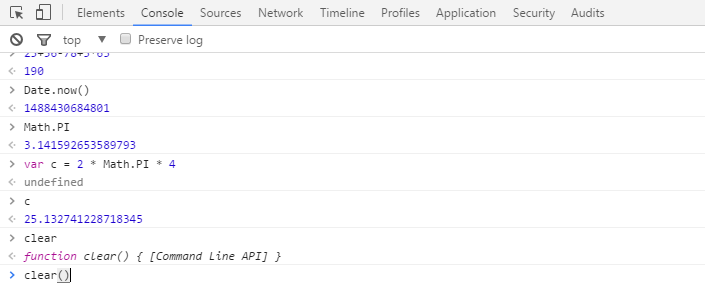 Elements Console Sources Network Timeline Profiles Application Security Audits
top ▼ Preserve log
190
> Date.now()
1488430684801
> Math.PI
3.141592653589793
> var c = 2 * Math.PI * 4
undefined
> c
25.132741228718345
> clear
function clear() { [Command Line API] }
> clear()